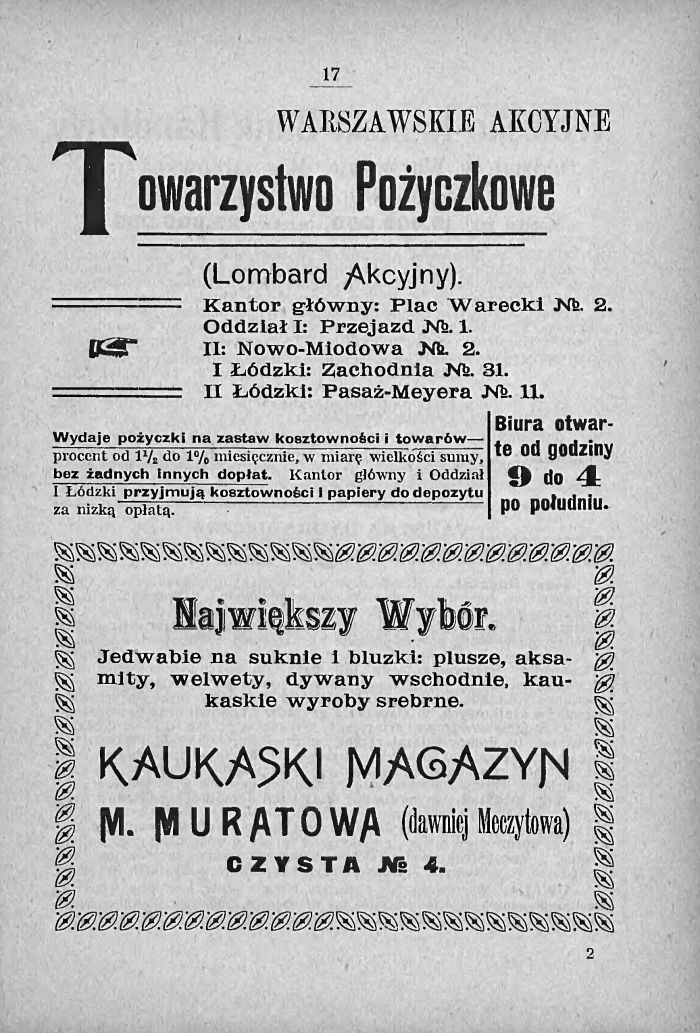 17
WARSZAWSKIE AKCYJNE
Towarzystwo Pożyczkowe
(Lombard Akcyjny).
Kantor główny: Plac Warecki №. 2.
Oddział I: Przejazd №. 1.
II: Nowo-Miodowa №. 2.
I Łódzki: Zachodnia №. 31.
II Łódzki: Pasaż-Meyera №. 11.
Wydaje pożyczki na zastaw kosztowności i towarów—
procent od 1½ do 1% miesięcznie, w miarę wielkości sumy,
bez żadnych innych dopłat. Kantor główny i Oddział
I Łódzki przyjmują kosztowności i papiery do depozytu
za nizką opłatą.
Biura otwar-
te od godziny
9 do 4
po południu.
Największy Wybór.
Jedwabie na suknie i bluzki: plusze, aksa-
mity, welwety, dywany wschodnie, kau-
kaskie wyroby srebrne.
KAUKASKI MAGAZYN
M. MURATOWA (dawniej Meczytowa)
CZYSTA № 4.
2